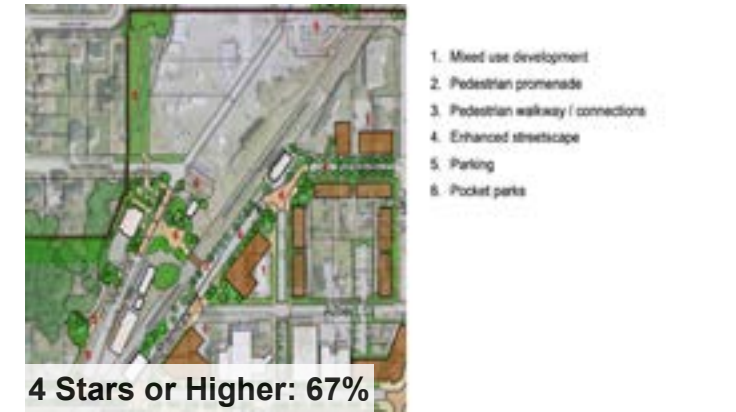 1. Mixed use development
2. Pedestrian promenade
3. Pedestrian walkway / connections
4. Enhanced streetscape
5. Parking
6. Pocket parks
4 Stars or Higher: 67%